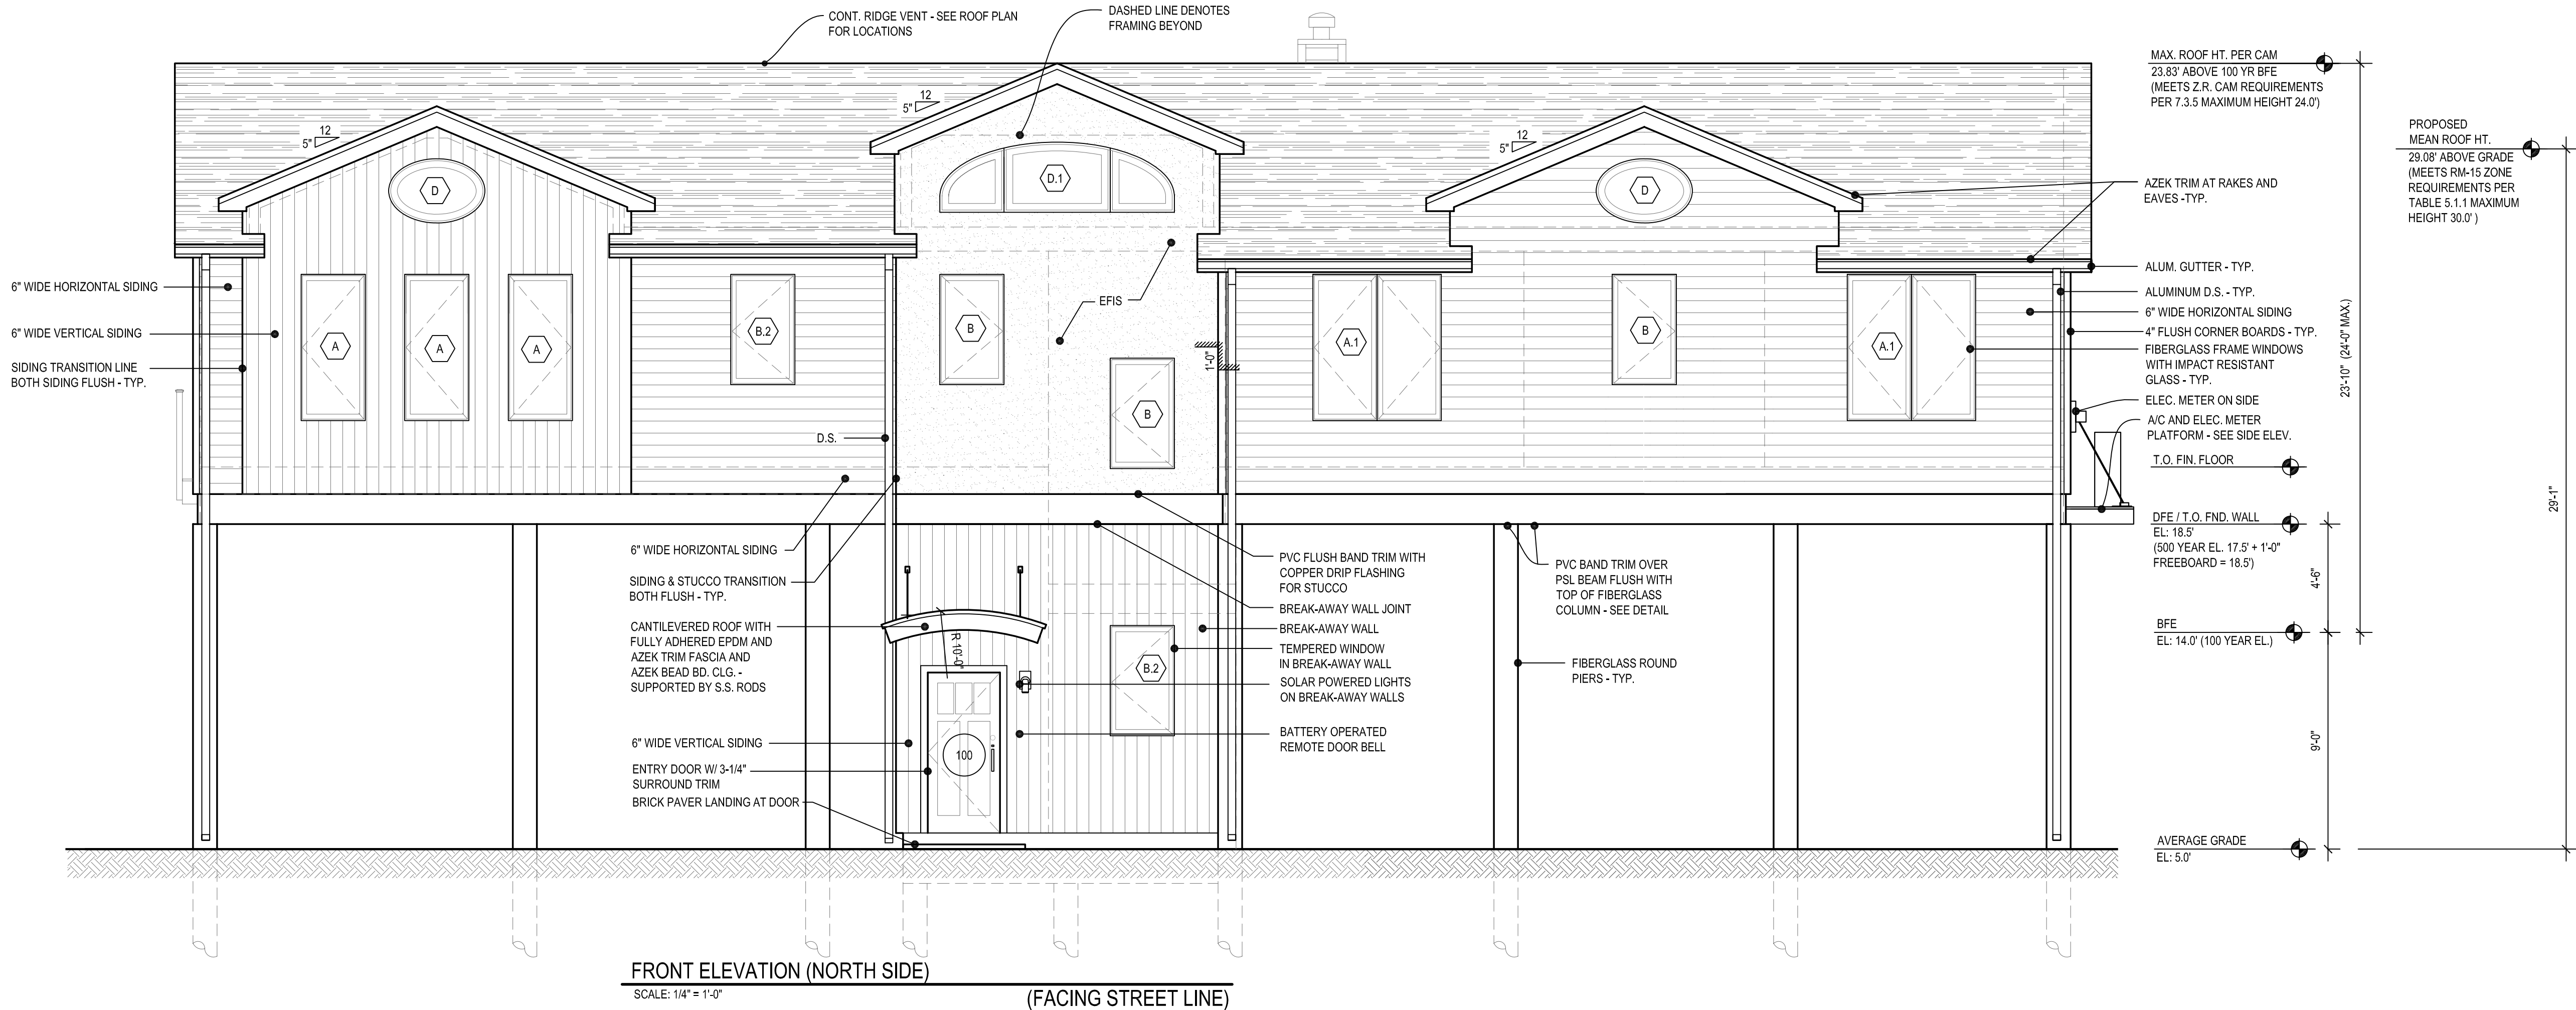 CONT. RIDGE VENT - SEE ROOF PLAN
FOR LOCATIONS
DASHED LINE DENOTES
FRAMING BEYOND
MAX. ROOF HT. PER CAM
23.83' ABOVE 100 YR BFE
(MEETS Z.R. CAM REQUIREMENTS
PER 7.3.5 MAXIMUM HEIGHT 24.0')
PROPOSED
MEAN ROOF HT.
29.08' ABOVE GRADE
(MEETS RM-15 ZONE
REQUIREMENTS PER
TABLE 5.1.1 MAXIMUM
HEIGHT 30.0' )
12
5"
12
5"
12
5"
D
D.1
D
AZEK TRIM AT RAKES AND
EAVES -TYP.
ALUM. GUTTER - TYP.
ALUMINUM D.S. - TYP.
6" WIDE HORIZONTAL SIDING
4" FLUSH CORNER BOARDS - TYP.
FIBERGLASS FRAME WINDOWS
WITH IMPACT RESISTANT
GLASS - TYP.
ELEC. METER ON SIDE
A/C AND ELEC. METER
PLATFORM - SEE SIDE ELEV.
T.O. FIN. FLOOR
DFE / T.O. FND. WALL
EL: 18.5'
(500 YEAR EL. 17.5' + 1'-0"
FREEBOARD = 18.5')
BFE
EL: 14.0' (100 YEAR EL.)
AVERAGE GRADE
EL: 5.0'
23'-10" (24'-0" MAX.)
29'-1"
4'-6"
9'-0"
6" WIDE HORIZONTAL SIDING
6" WIDE VERTICAL SIDING
SIDING TRANSITION LINE
BOTH SIDING FLUSH - TYP.
A
A
A
B.2
B
EFIS
B
1'-0"
A.1
B
A.1
D.S.
6" WIDE HORIZONTAL SIDING
SIDING & STUCCO TRANSITION
BOTH FLUSH - TYP.
CANTILEVERED ROOF WITH
FULLY ADHERED EPDM AND
AZEK TRIM FASCIA AND
AZEK BEAD BD. CLG. -
SUPPORTED BY S.S. RODS
6" WIDE VERTICAL SIDING
ENTRY DOOR W/ 3-1/4"
SURROUND TRIM
BRICK PAVER LANDING AT DOOR
R 10'-0"
100
B.2
PVC FLUSH BAND TRIM WITH
COPPER DRIP FLASHING
FOR STUCCO
BREAK-AWAY WALL JOINT
BREAK-AWAY WALL
TEMPERED WINDOW
IN BREAK-AWAY WALL
SOLAR POWERED LIGHTS
ON BREAK-AWAY WALLS
BATTERY OPERATED
REMOTE DOOR BELL
PVC BAND TRIM OVER
PSL BEAM FLUSH WITH
TOP OF FIBERGLASS
COLUMN - SEE DETAIL
FIBERGLASS ROUND
PIERS - TYP.
FRONT ELEVATION (NORTH SIDE)
SCALE: 1/4" = 1'-0"
(FACING STREET LINE)